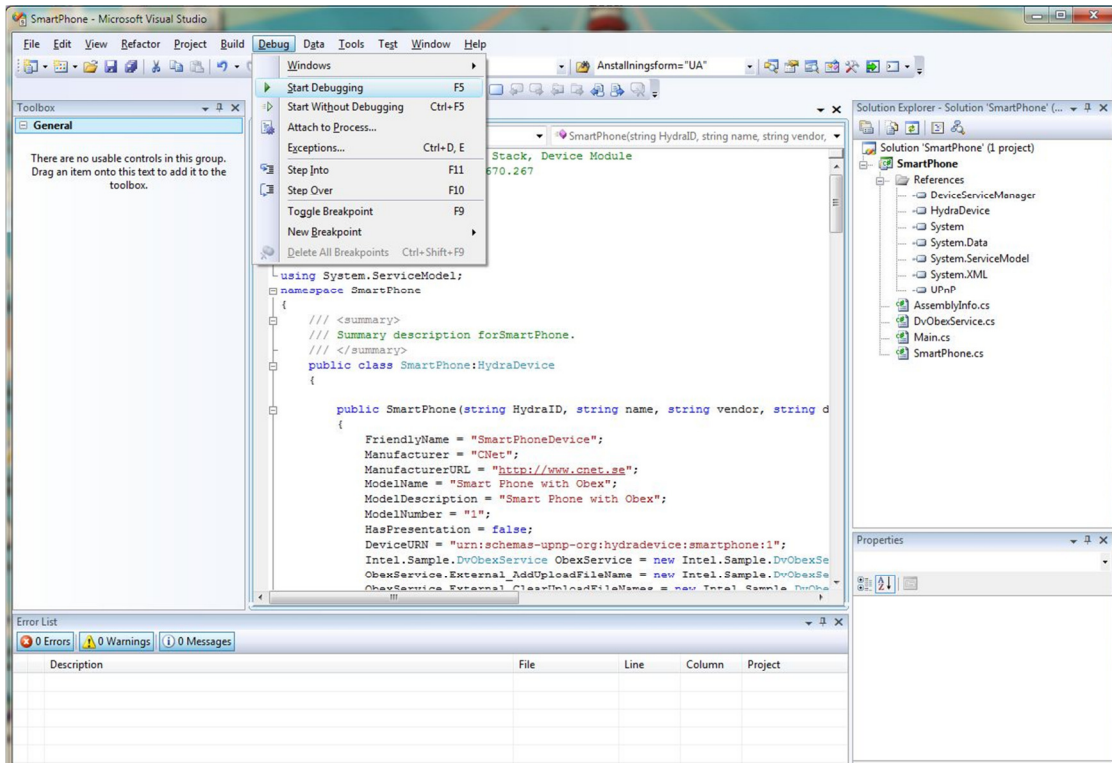 SmartPhone - Microsoft Visual Studio
File Edit View Refactor Project Build Debug Data Tools Test Window Help
Anstallningsform="UA"
Windows
Start Debugging F5
Start Without Debugging Ctrl+F5
Attach to Process...
Exceptions... Ctrl+D, E
Step Into F11
Step Over F10
Toggle Breakpoint F9
New Breakpoint
Delete All Breakpoints Ctrl+Shift+F9
Toolbox
General
There are no usable controls in this group.
Drag an item onto this text to add it to the
toolbox.
SmartPhone(string HydraID, string name, string vendor,
Stack, Device Module
670.267
using System.ServiceModel;
namespace SmartPhone
{
/// <summary>
/// Summary description forSmartPhone.
/// </summary>
public class SmartPhone:HydraDevice
{
public SmartPhone(string HydraID, string name, string vendor, string d
{
FriendlyName = "SmartPhoneDevice";
Manufacturer = "CNet";
ManufacturerURL = "http://www.cnet.se";
ModelName = "Smart Phone with Obex";
ModelDescription = "Smart Phone with Obex";
ModelNumber = "1";
HasPresentation = false;
DeviceURN = "urn:schemas-upnp-org:hydradevice:smartphone:1";
Intel.Sample.DvObexService ObexService = new Intel.Sample.DvObexSe
ObexService.External_AddUploadFileName = new Intel.Sample.DvObexSe
ObexService.External_ClearUploadFileNames = new Intel.Sample.DvObe
Solution Explorer - Solution 'SmartPhone' (...
Solution 'SmartPhone' (1 project)
SmartPhone
References
DeviceServiceManager
HydraDevice
System
System.Data
System.ServiceModel
System.XML
UPnP
AssemblyInfo.cs
DvObexService.cs
Main.cs
SmartPhone.cs
Properties
Error List
0 Errors 0 Warnings 0 Messages
Description File Line Column Project